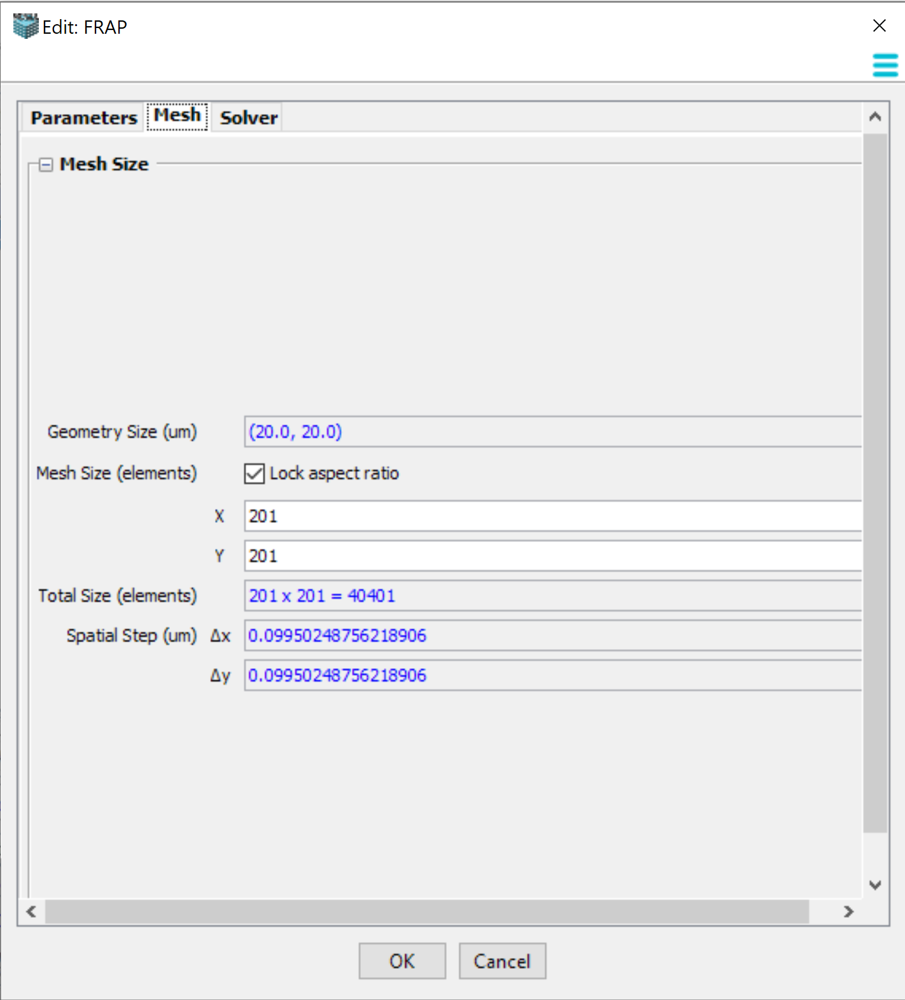 Edit: FRAP
Parameters Mesh Solver
Mesh Size
Geometry Size (um) (20.0, 20.0)
Mesh Size (elements) Lock aspect ratio
X 201
Y 201
Total Size (elements) 201 x 201 = 40401
Spatial Step (um) Δx 0.09950248756218906
Δy 0.09950248756218906
OK Cancel